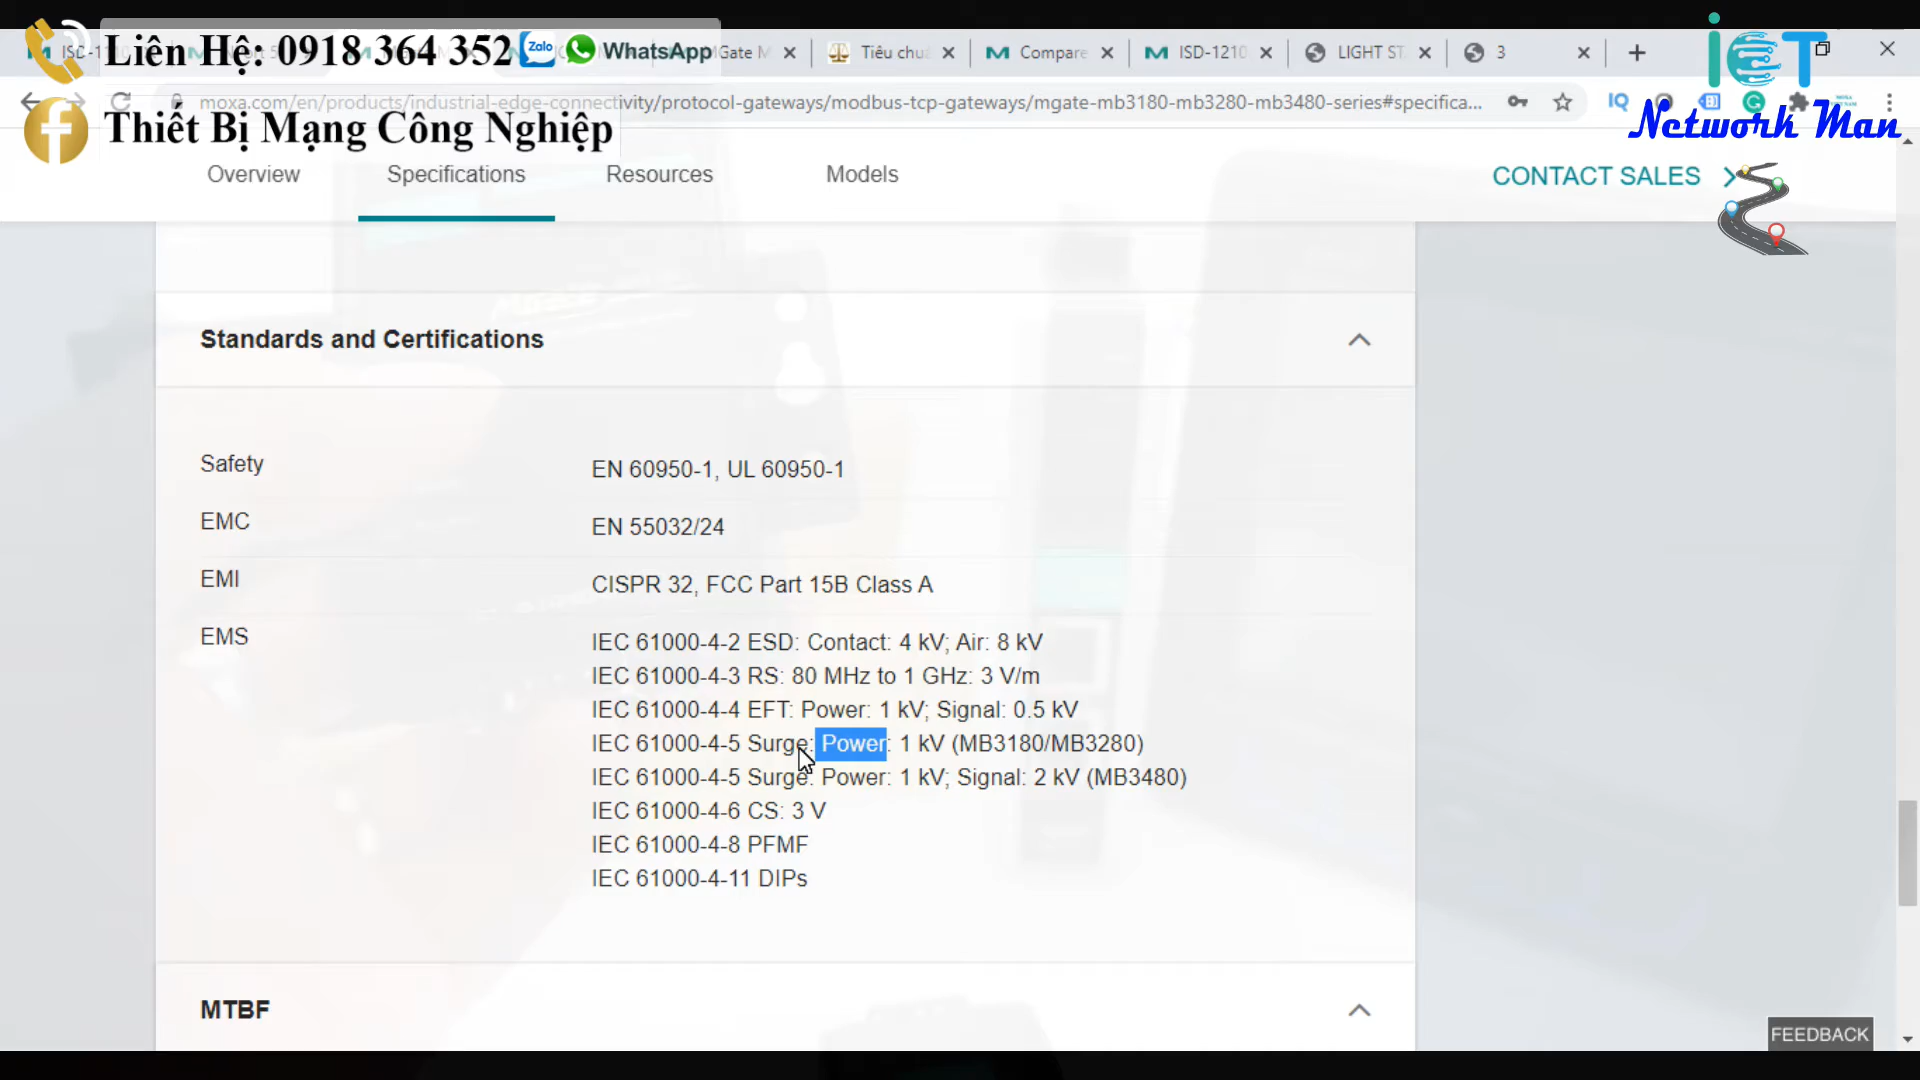 Liên Hệ: 0918 364 352 Zalo WhatsApp
Tiêu chu
Compare
ISD-1210
LIGHT ST
3
IoT
moxa.com/en/products/industrial-edge-connectivity/protocol-gateways/modbus-tcp-gateways/mgate-mb3180-mb3280-mb3480-series#specifica...
IQ
Thiết Bị Mạng Công Nghiệp
Network Man
Overview
Specifications
Resources
Models
CONTACT SALES
Standards and Certifications
Safety
EN 60950-1, UL 60950-1
EMC
EN 55032/24
EMI
CISPR 32, FCC Part 15B Class A
EMS
IEC 61000-4-2 ESD: Contact: 4 kV; Air: 8 kV
IEC 61000-4-3 RS: 80 MHz to 1 GHz: 3 V/m
IEC 61000-4-4 EFT: Power: 1 kV; Signal: 0.5 kV
IEC 61000-4-5 Surge: Power: 1 kV (MB3180/MB3280)
IEC 61000-4-5 Surge: Power: 1 kV; Signal: 2 kV (MB3480)
IEC 61000-4-6 CS: 3 V
IEC 61000-4-8 PFMF
IEC 61000-4-11 DIPs
MTBF
FEEDBACK